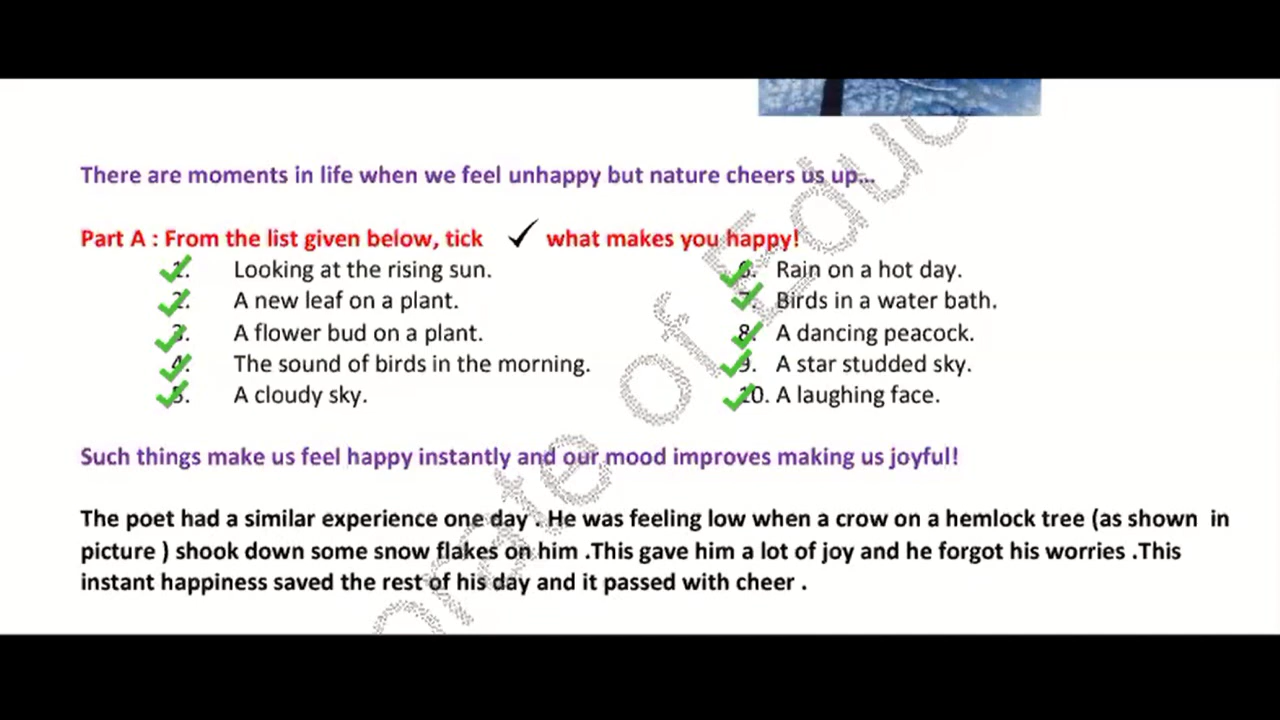 There are moments in life when we feel unhappy but nature cheers us up...
Part A : From the list given below, tick ✓ what makes you happy!
1. Looking at the rising sun.
2. A new leaf on a plant.
3. A flower bud on a plant.
4. The sound of birds in the morning.
5. A cloudy sky.
6. Rain on a hot day.
7. Birds in a water bath.
8. A dancing peacock.
9. A star studded sky.
10. A laughing face.
Such things make us feel happy instantly and our mood improves making us joyful!
The poet had a similar experience one day . He was feeling low when a crow on a hemlock tree (as shown in
picture ) shook down some snow flakes on him .This gave him a lot of joy and he forgot his worries .This
instant happiness saved the rest of his day and it passed with cheer .
of